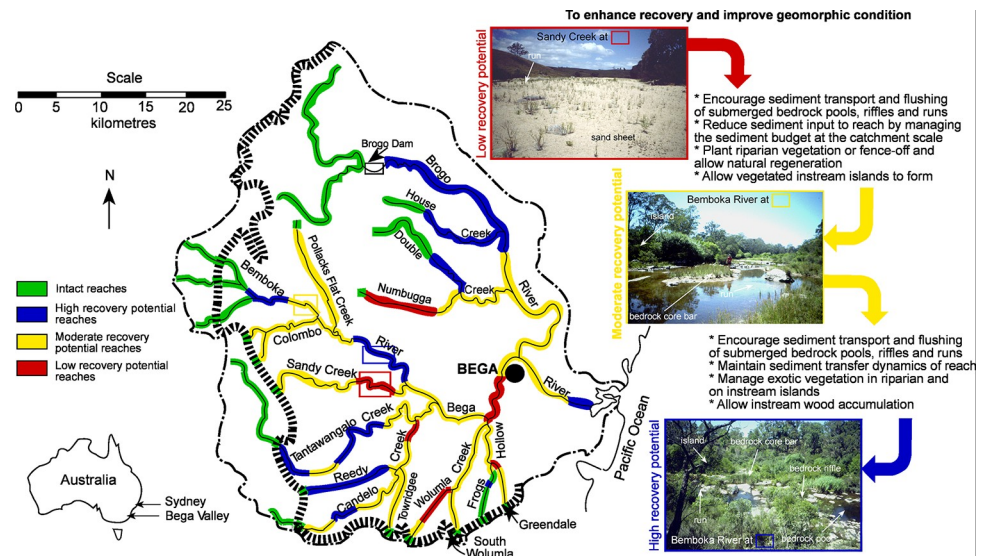 To enhance recovery and improve geomorphic condition
Scale
0 5 10 15 20 25
kilometres
N
Intact reaches
High recovery potential
reaches
Moderate recovery
potential reaches
Low recovery potential
reaches
Australia
Sydney
Bega Valley
Brogo Dam
Brogo
House
Creek
Double
Creek
Numbugga
River
Pollacks Flat Creek
Bemboka
Colombo
River
Sandy Creek
BEGA
River
Bega
Tantawangalo Creek
Reedy
Creek
Candelo
Towridgee
Wolumla
Creek
Frogs
Hollow
Greendale
South
Wolumla
Pacific Ocean
Low recovery potential
Sandy Creek at
run
sand sheet
* Encourage sediment transport and flushing
of submerged bedrock pools, riffles and runs
* Reduce sediment input to reach by managing
the sediment budget at the catchment scale
* Plant riparian vegetation or fence-off and
allow natural regeneration
* Allow vegetated instream islands to form
Moderate recovery potential
Bemboka River at
island
run
bedrock core bar
* Encourage sediment transport and flushing
of submerged bedrock pools, riffles and runs
* Maintain sediment transfer dynamics of reach
* Manage exotic vegetation in riparian and
on instream islands
* Allow instream wood accumulation
High recovery potential
island
bedrock core bar
bedrock riffle
run
bedrock pool
Bemboka River at